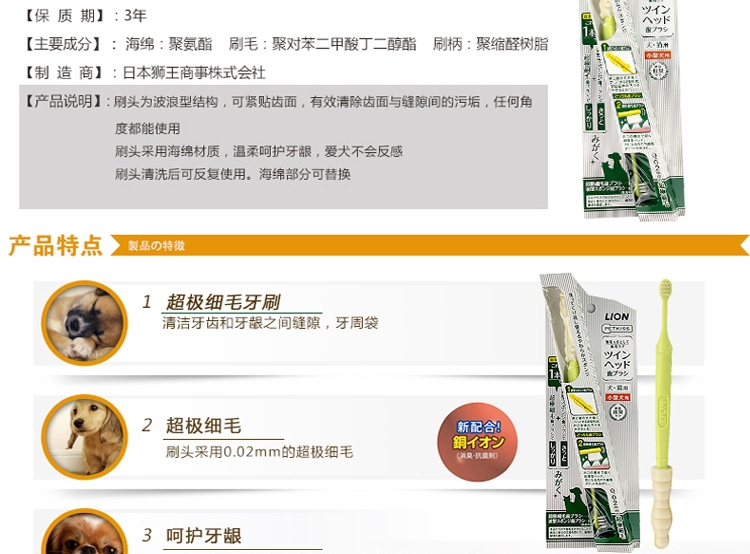 【保 质 期】: 3年
【主要成分】: 海绵：聚氨酯 刷毛：聚对苯二甲酸丁二醇酯 刷柄：聚缩醛树脂
【制 造 商】: 日本狮王商事株式会社
【产品说明】: 刷头为波浪型结构，可紧贴齿面，有效清除齿面与缝隙间的污垢，任何角
度都能使用
刷头采用海绵材质，温柔呵护牙龈，爱犬不会反感
刷头清洗后可反复使用。海绵部分可替换
ツイン
ヘッド
歯ブラシ
犬・猫用
小型犬用
产品特点
製品の特徴
1 超极细毛牙刷
清洁牙齿和牙龈之间缝隙，牙周袋
2 超极细毛
刷头采用0.02mm的超极细毛
新配合!
銅イオン
(消臭・抗菌剤)
3 呵护牙龈
LION
PETKISS
ツイン
ヘッド
歯ブラシ
犬・猫用
小型犬用